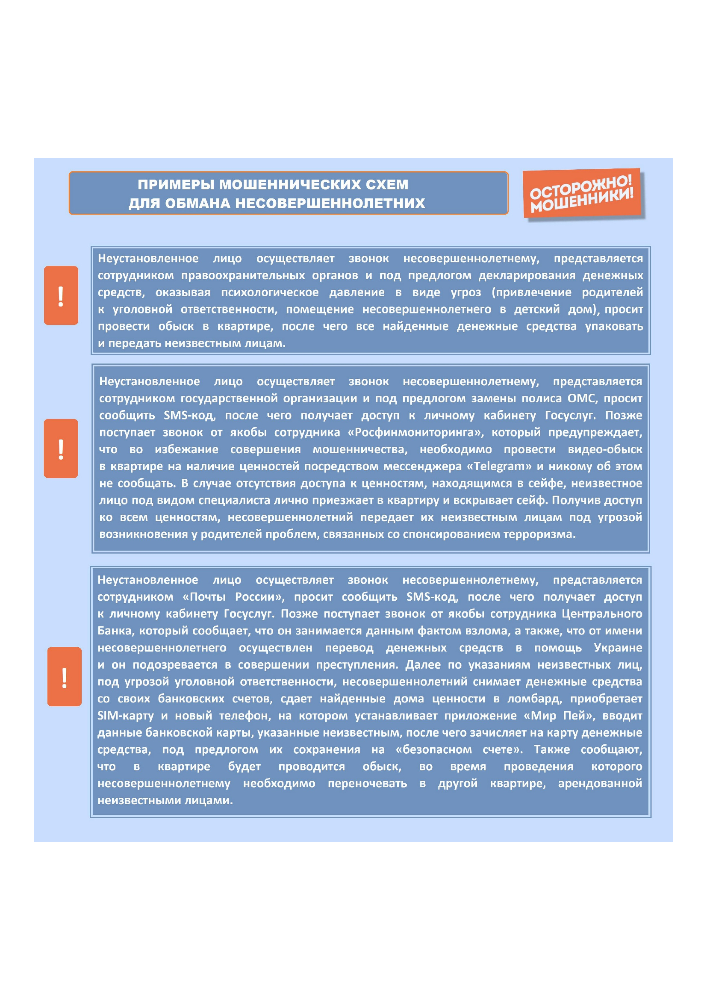 ПРИМЕРЫ МОШЕННИЧЕСКИХ СХЕМ
ДЛЯ ОБМАНА НЕСОВЕРШЕННОЛЕТНИХ
ОСТОРОЖНО!
МОШЕННИКИ!
!
Неустановленное лицо осуществляет звонок несовершеннолетнему, представляется
сотрудником правоохранительных органов и под предлогом декларирования денежных
средств, оказывая психологическое давление в виде угроз (привлечение родителей
к уголовной ответственности, помещение несовершеннолетнего в детский дом), просит
провести обыск в квартире, после чего все найденные денежные средства упаковать
и передать неизвестным лицам.
!
Неустановленное лицо осуществляет звонок несовершеннолетнему, представляется
сотрудником государственной организации и под предлогом замены полиса ОМС, просит
сообщить SMS-код, после чего получает доступ к личному кабинету Госуслуг. Позже
поступает звонок от якобы сотрудника «Росфинмониторинга», который предупреждает,
что во избежание совершения мошенничества, необходимо провести видео-обыск
в квартире на наличие ценностей посредством мессенджера «Telegram» и никому об этом
не сообщать. В случае отсутствия доступа к ценностям, находящимся в сейфе, неизвестное
лицо под видом специалиста лично приезжает в квартиру и вскрывает сейф. Получив доступ
ко всем ценностям, несовершеннолетний передает их неизвестным лицам под угрозой
возникновения у родителей проблем, связанных со спонсированием терроризма.
!
Неустановленное лицо осуществляет звонок несовершеннолетнему, представляется
сотрудником «Почты России», просит сообщить SMS-код, после чего получает доступ
к личному кабинету Госуслуг. Позже поступает звонок от якобы сотрудника Центрального
Банка, который сообщает, что он занимается данным фактом взлома, а также, что от имени
несовершеннолетнего осуществлен перевод денежных средств в помощь Украине
и он подозревается в совершении преступления. Далее по указаниям неизвестных лиц,
под угрозой уголовной ответственности, несовершеннолетний снимает денежные средства
со своих банковских счетов, сдает найденные дома ценности в ломбард, приобретает
SIM-карту и новый телефон, на котором устанавливает приложение «Мир Пей», вводит
данные банковской карты, указанные неизвестным, после чего зачисляет на карту денежные
средства, под предлогом их сохранения на «безопасном счете». Также сообщают,
что в квартире будет проводится обыск, во время проведения которого
несовершеннолетнему необходимо переночевать в другой квартире, арендованной
неизвестными лицами.